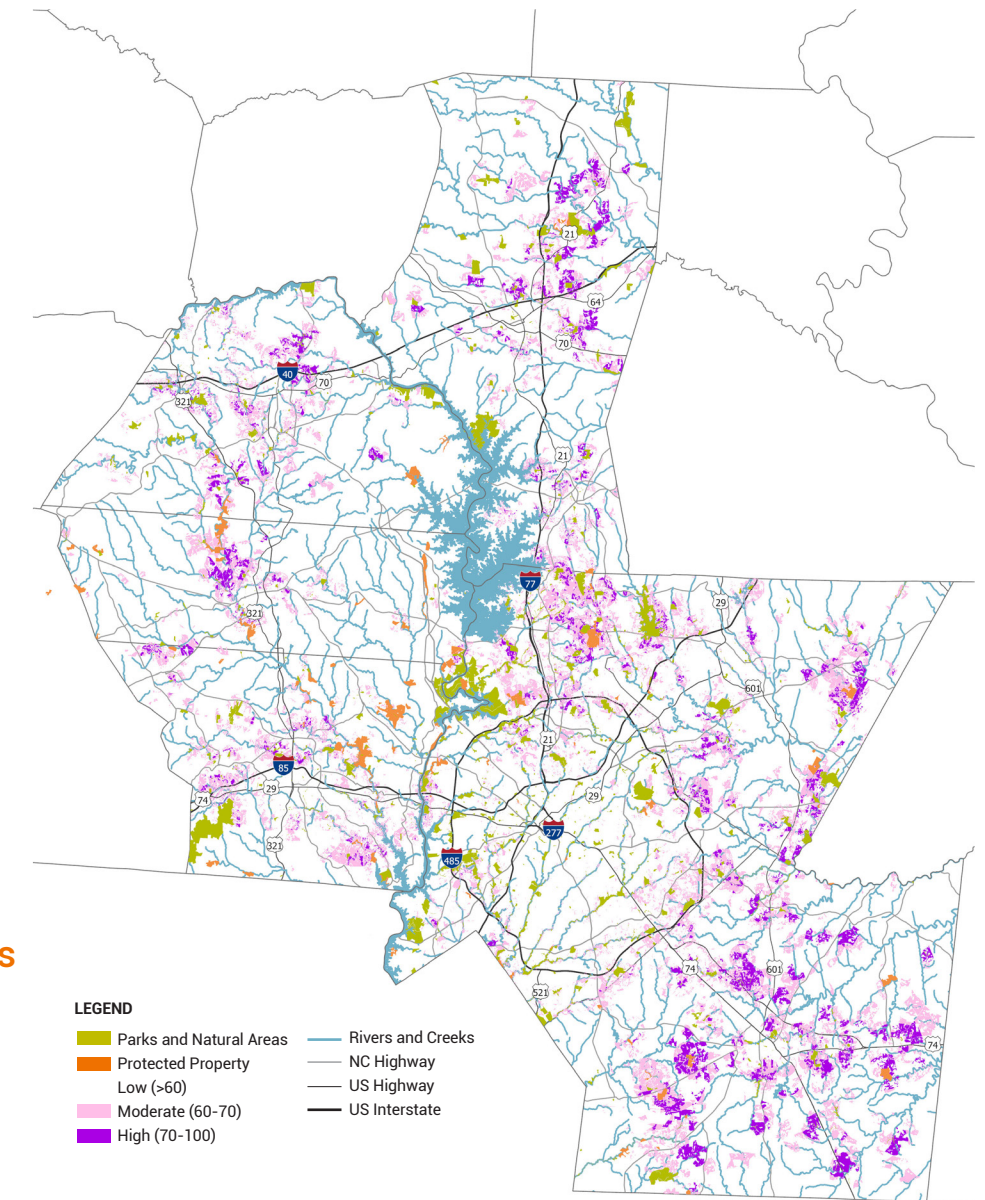 21
64
70
40
70
321
21
77
29
321
601
21
85
29
74
29
277
321
485
S
74
601
521
74
LEGEND
Parks and Natural Areas
Protected Property
Low (>60)
Moderate (60-70)
High (70-100)
Rivers and Creeks
NC Highway
US Highway
US Interstate